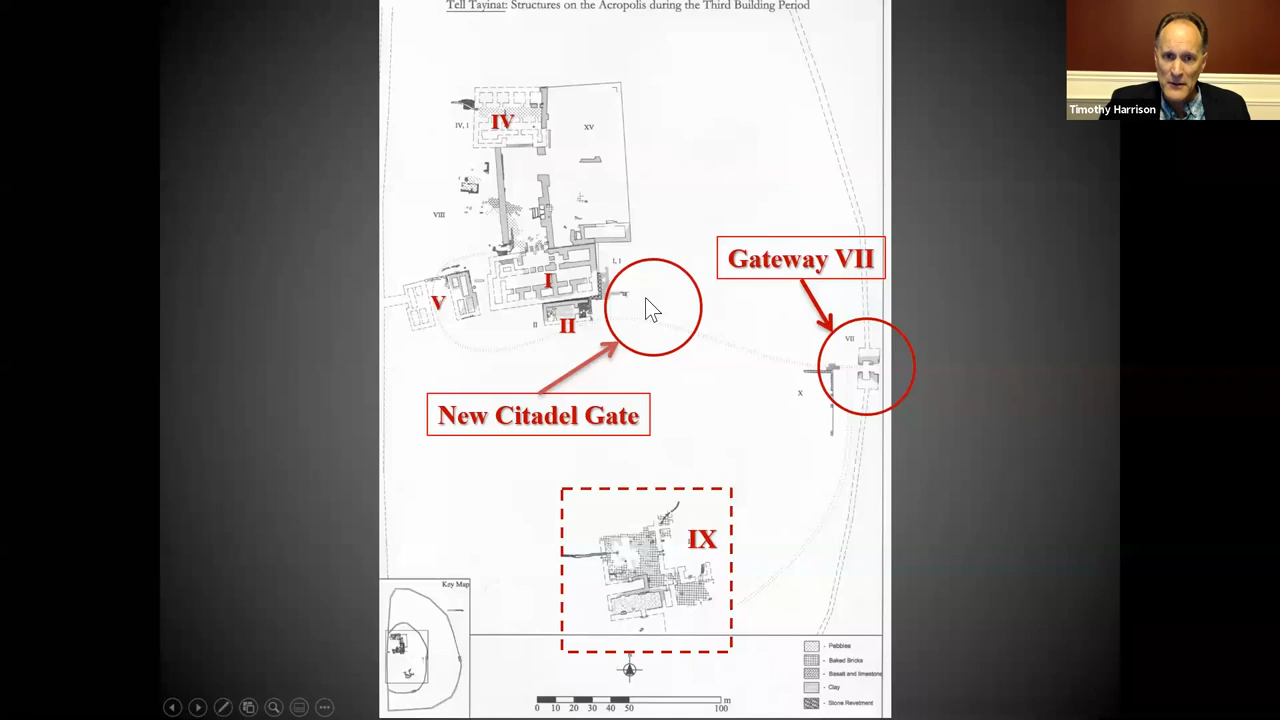 Tell Tayinat: Structures on the Acropolis during the Third Building Period
Timothy Harrison
IV
IV, I
XV
VIII
Gateway VII
I, 1
I
V
II
II
VII
X
New Citadel Gate
IX
Key Map
- Pebbles
- Baked Bricks
- Basalt and limestone
- Clay
- Stone Revetment
0 10 20 30 40 50 100 m